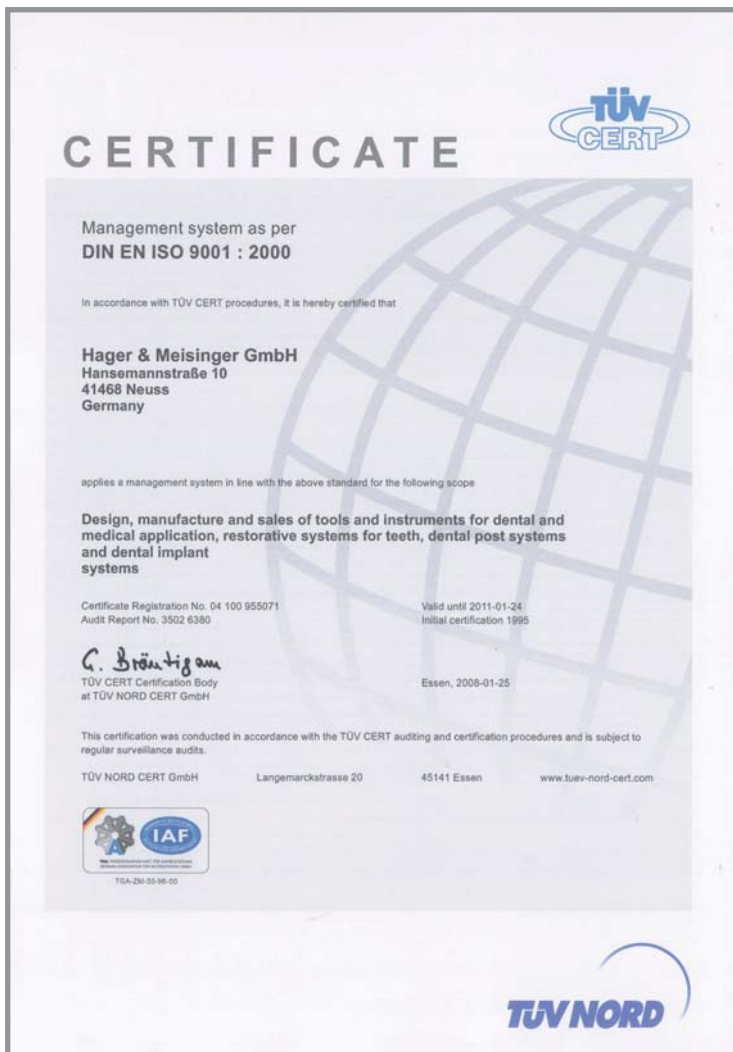 TÜV
CERT
CERTIFICATE
Management system as per
DIN EN ISO 9001 : 2000
In accordance with TÜV CERT procedures, it is hereby certified that
Hager & Meisinger GmbH
Hansemannstraße 10
41468 Neuss
Germany
applies a management system in line with the above standard for the following scope
Design, manufacture and sales of tools and instruments for dental and
medical application, restorative systems for teeth, dental post systems
and dental implant
systems
Certificate Registration No. 04 100 955071
Valid until 2011-01-24
Audit Report No. 3502 6380
Initial certification 1995
G. Bräutigam
TÜV CERT Certification Body
Essen, 2008-01-25
at TÜV NORD CERT GmbH
This certification was conducted in accordance with the TÜV CERT auditing and certification procedures and is subject to
regular surveillance audits.
TÜV NORD CERT GmbH Langemarckstrasse 20 45141 Essen www.tuev-nord-cert.com
A IAF
TGA-ZM-30-96-00
TÜV NORD